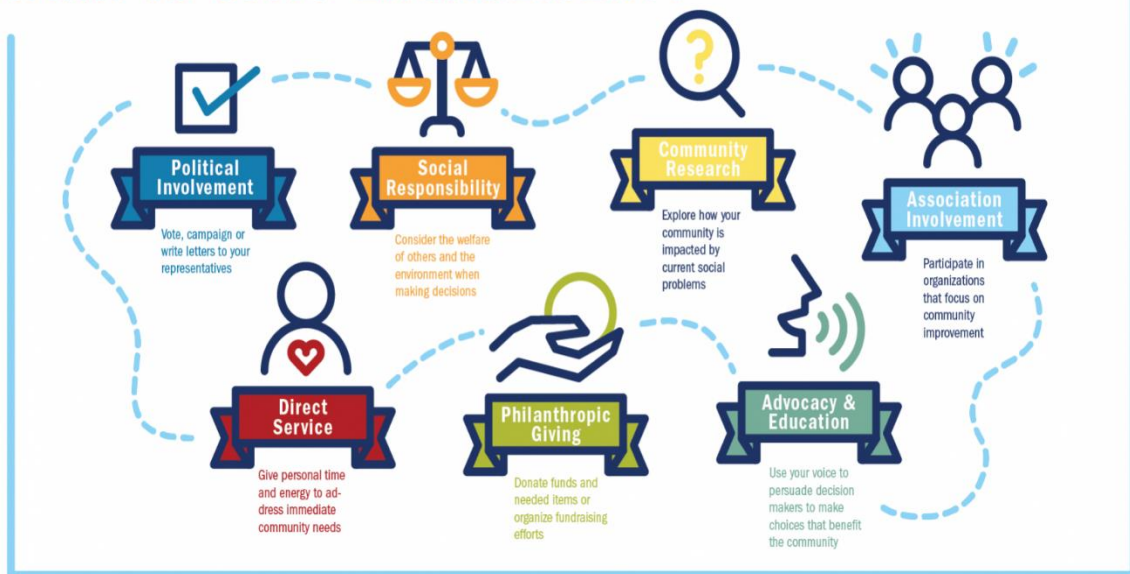 Political
Involvement
Vote, campaign or
write letters to your
representatives
Social
Responsibility
Consider the welfare
of others and the
environment when
making decisions
Community
Research
Explore how your
community is
impacted by
current social
problems
Association
Involvement
Participate in
organizations
that focus on
community
improvement
Direct
Service
Give personal time
and energy to ad-
dress immediate
community needs
Philanthropic
Giving
Donate funds and
needed items or
organize fundraising
efforts
Advocacy &
Education
Use your voice to
persuade decision
makers to make
choices that benefit
the community